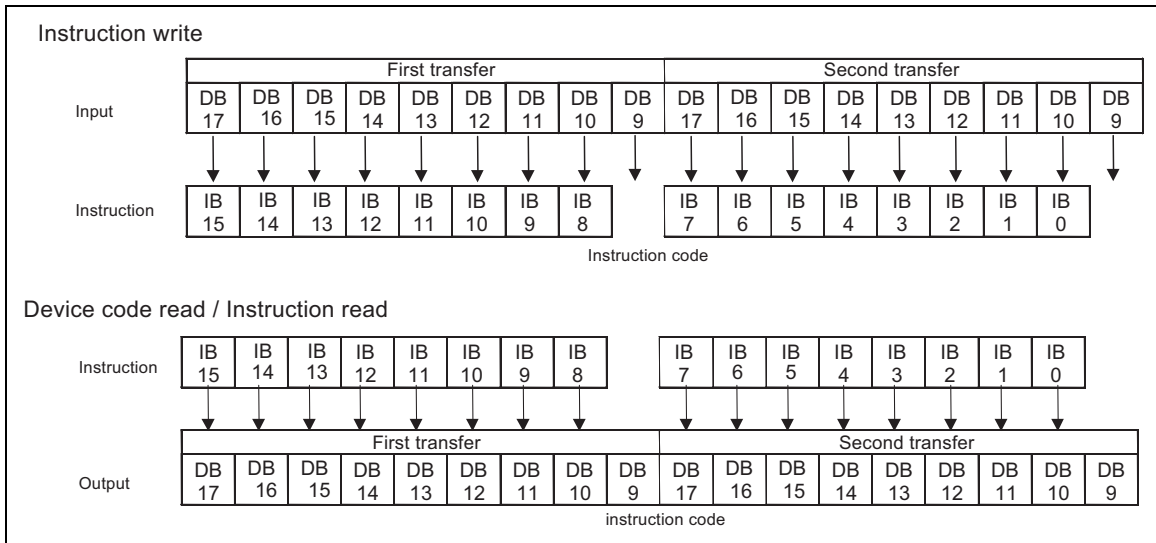 Instruction write
First transfer Second transfer
Input DB 17 DB 16 DB 15 DB 14 DB 13 DB 12 DB 11 DB 10 DB 9 DB 17 DB 16 DB 15 DB 14 DB 13 DB 12 DB 11 DB 10 DB 9
Instruction IB 15 IB 14 IB 13 IB 12 IB 11 IB 10 IB 9 IB 8 IB 7 IB 6 IB 5 IB 4 IB 3 IB 2 IB 1 IB 0
Instruction code
Device code read / Instruction read
Instruction IB 15 IB 14 IB 13 IB 12 IB 11 IB 10 IB 9 IB 8 IB 7 IB 6 IB 5 IB 4 IB 3 IB 2 IB 1 IB 0
First transfer Second transfer
Output DB 17 DB 16 DB 15 DB 14 DB 13 DB 12 DB 11 DB 10 DB 9 DB 17 DB 16 DB 15 DB 14 DB 13 DB 12 DB 11 DB 10 DB 9
instruction code